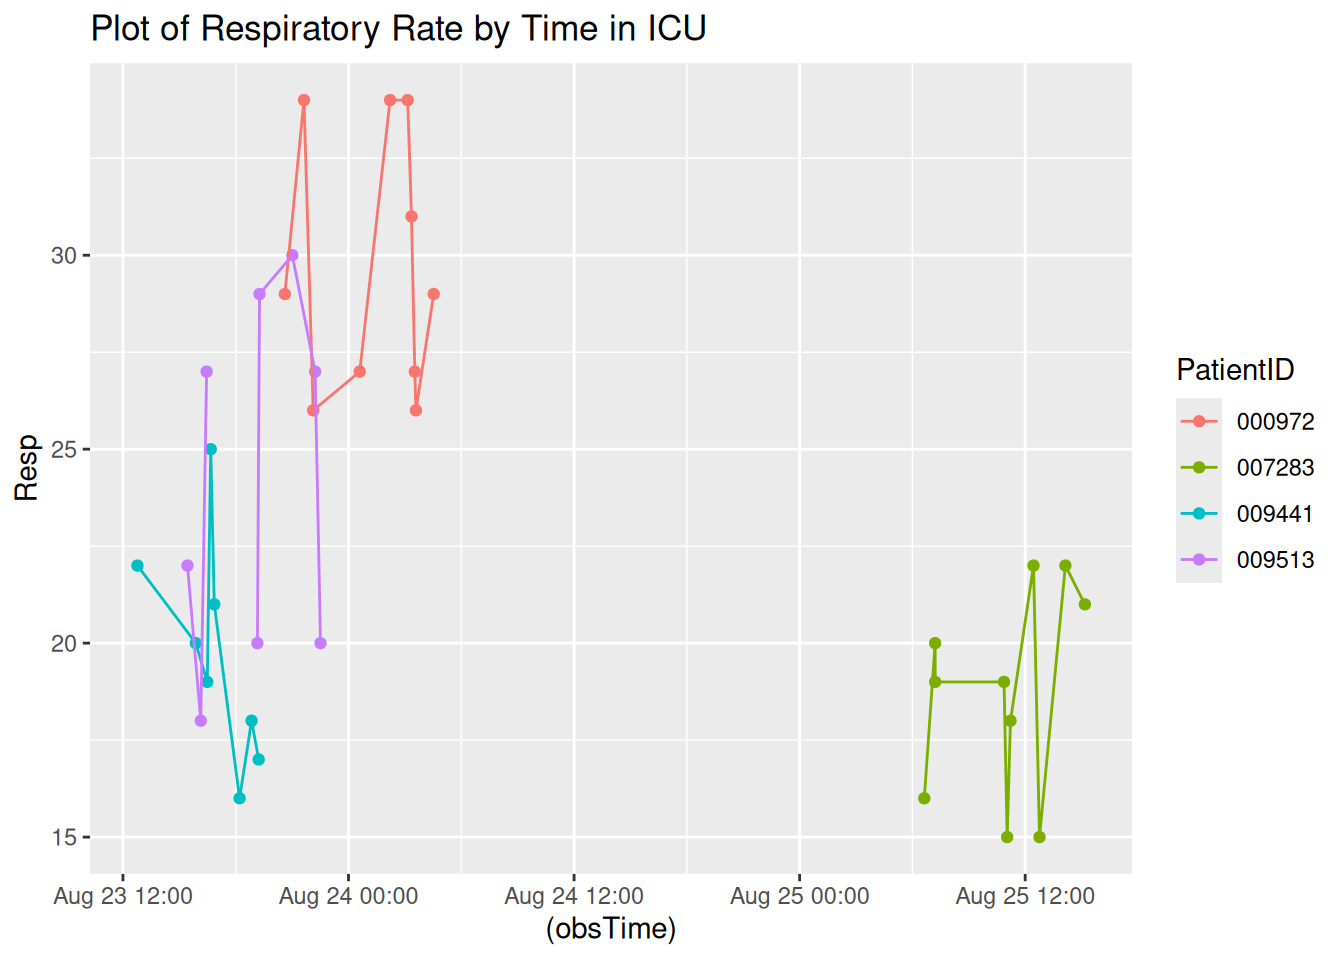 Plot of Respiratory Rate by Time in ICU
Resp
30
25
20
15
Aug 23 12:00 Aug 24 00:00 Aug 24 12:00 Aug 25 00:00 Aug 25 12:00
(obsTime)
PatientID
000972
007283
009441
009513